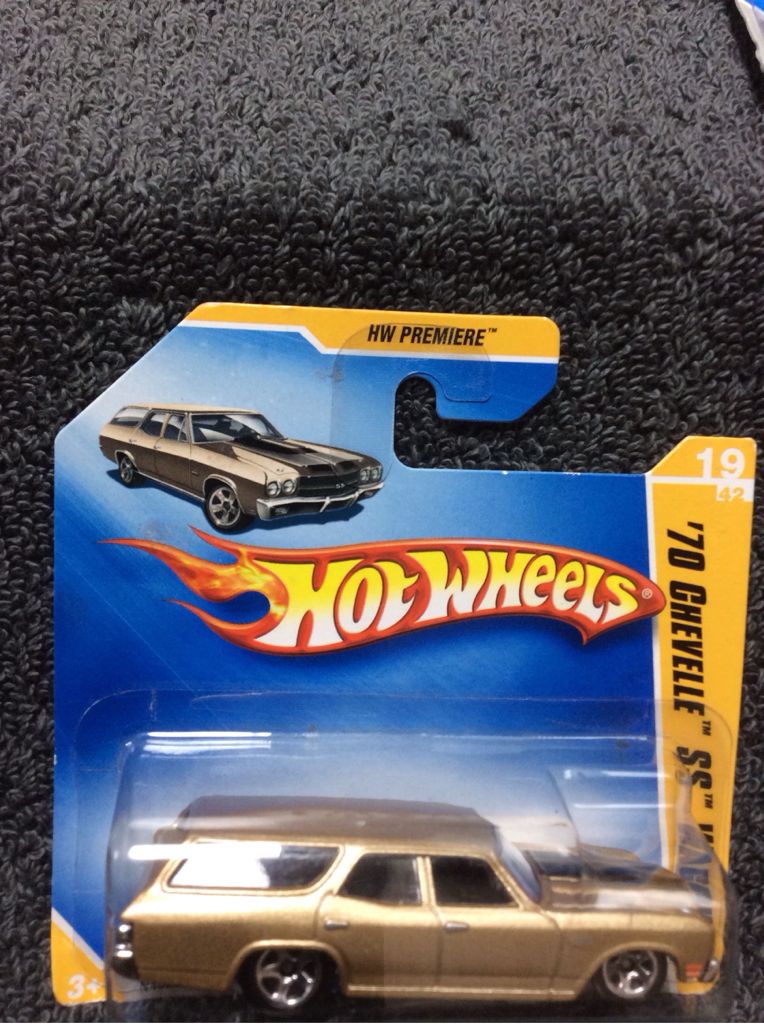 HW PREMIERE™
19
42
HOT WHEELS®
'70 CHEVELLE™ SS™
3+